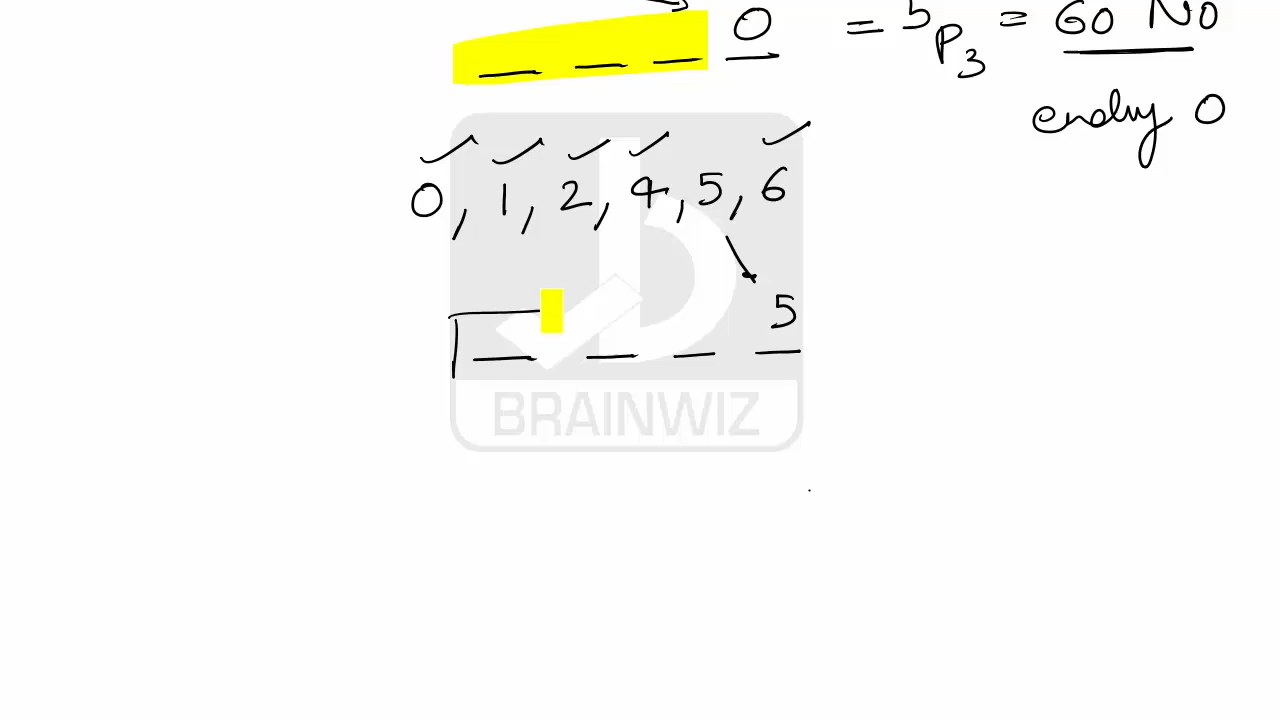 0 = 5P3 = 60 No
ending 0
0, 1, 2, 4, 5, 6
5
BRAINWIZ